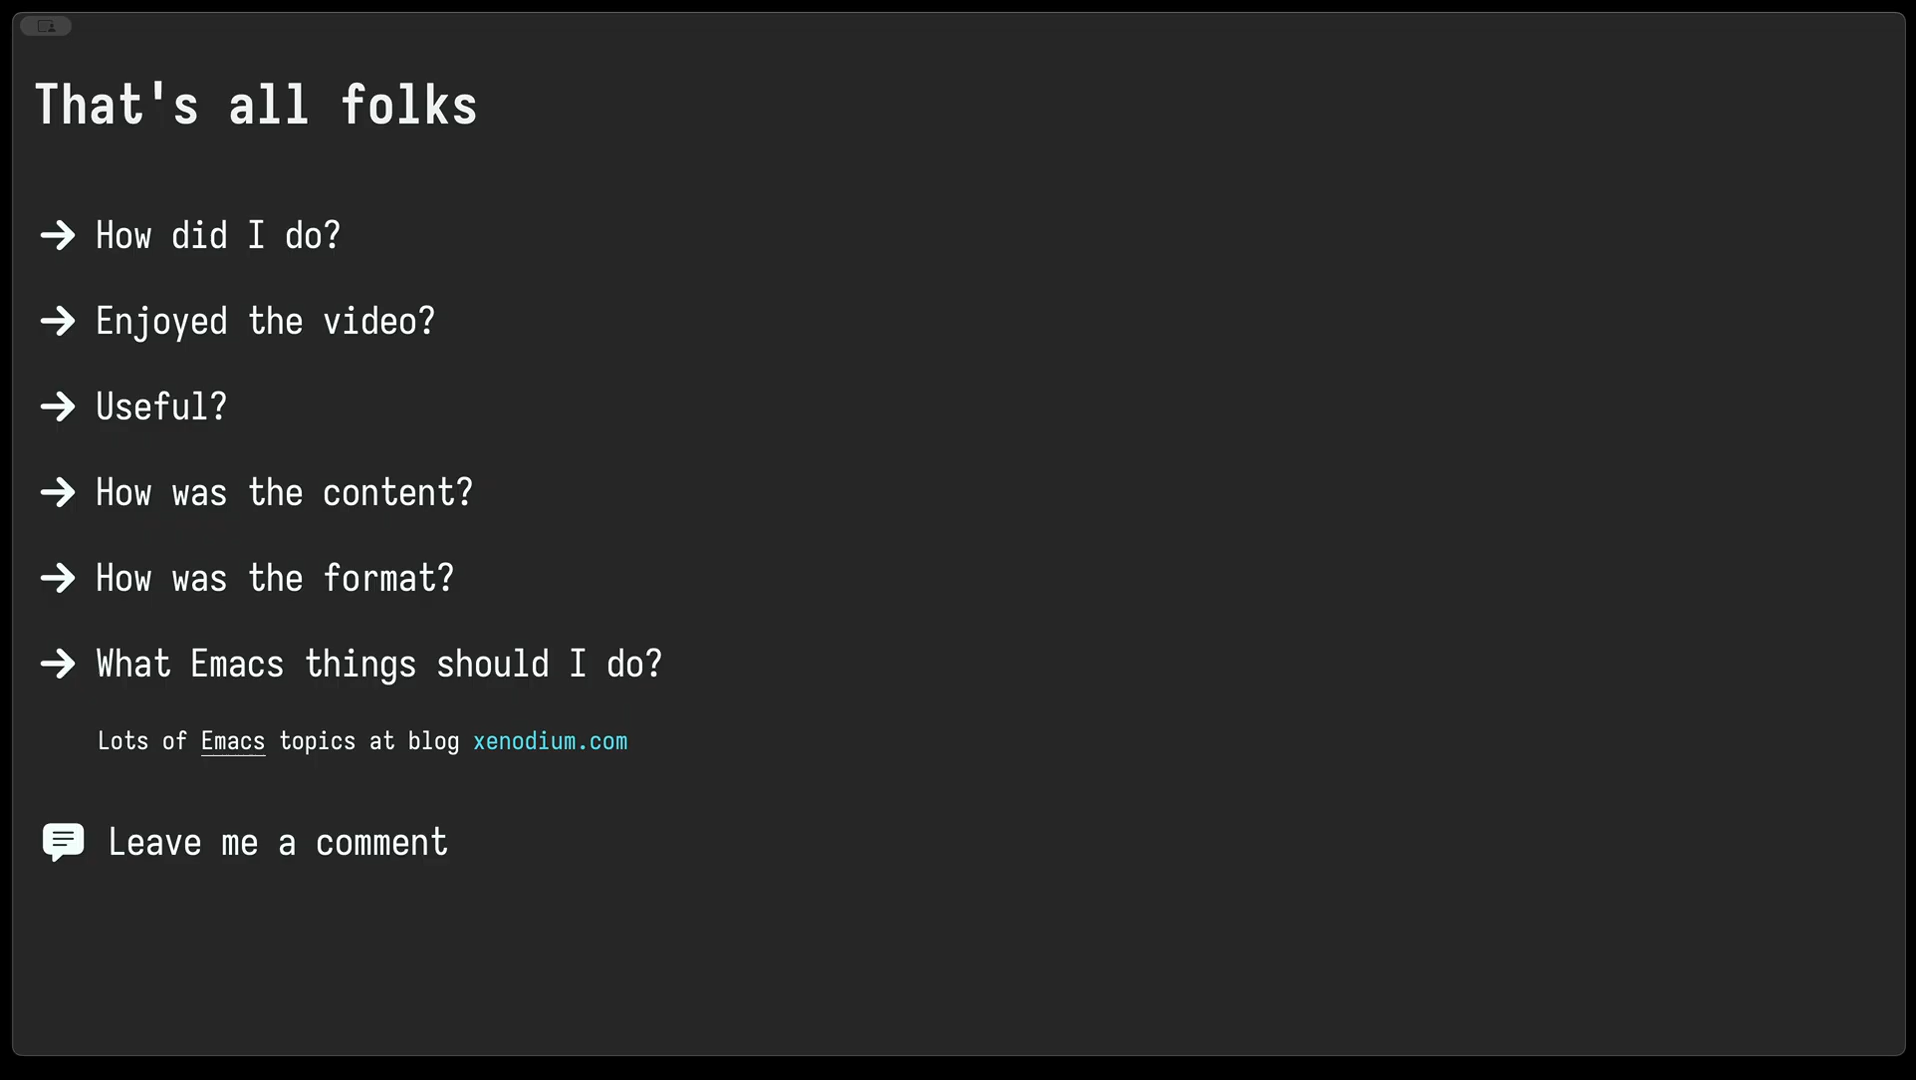 That's all folks
→ How did I do?
→ Enjoyed the video?
→ Useful?
→ How was the content?
→ How was the format?
→ What Emacs things should I do?
Lots of Emacs topics at blog xenodium.com
Leave me a comment